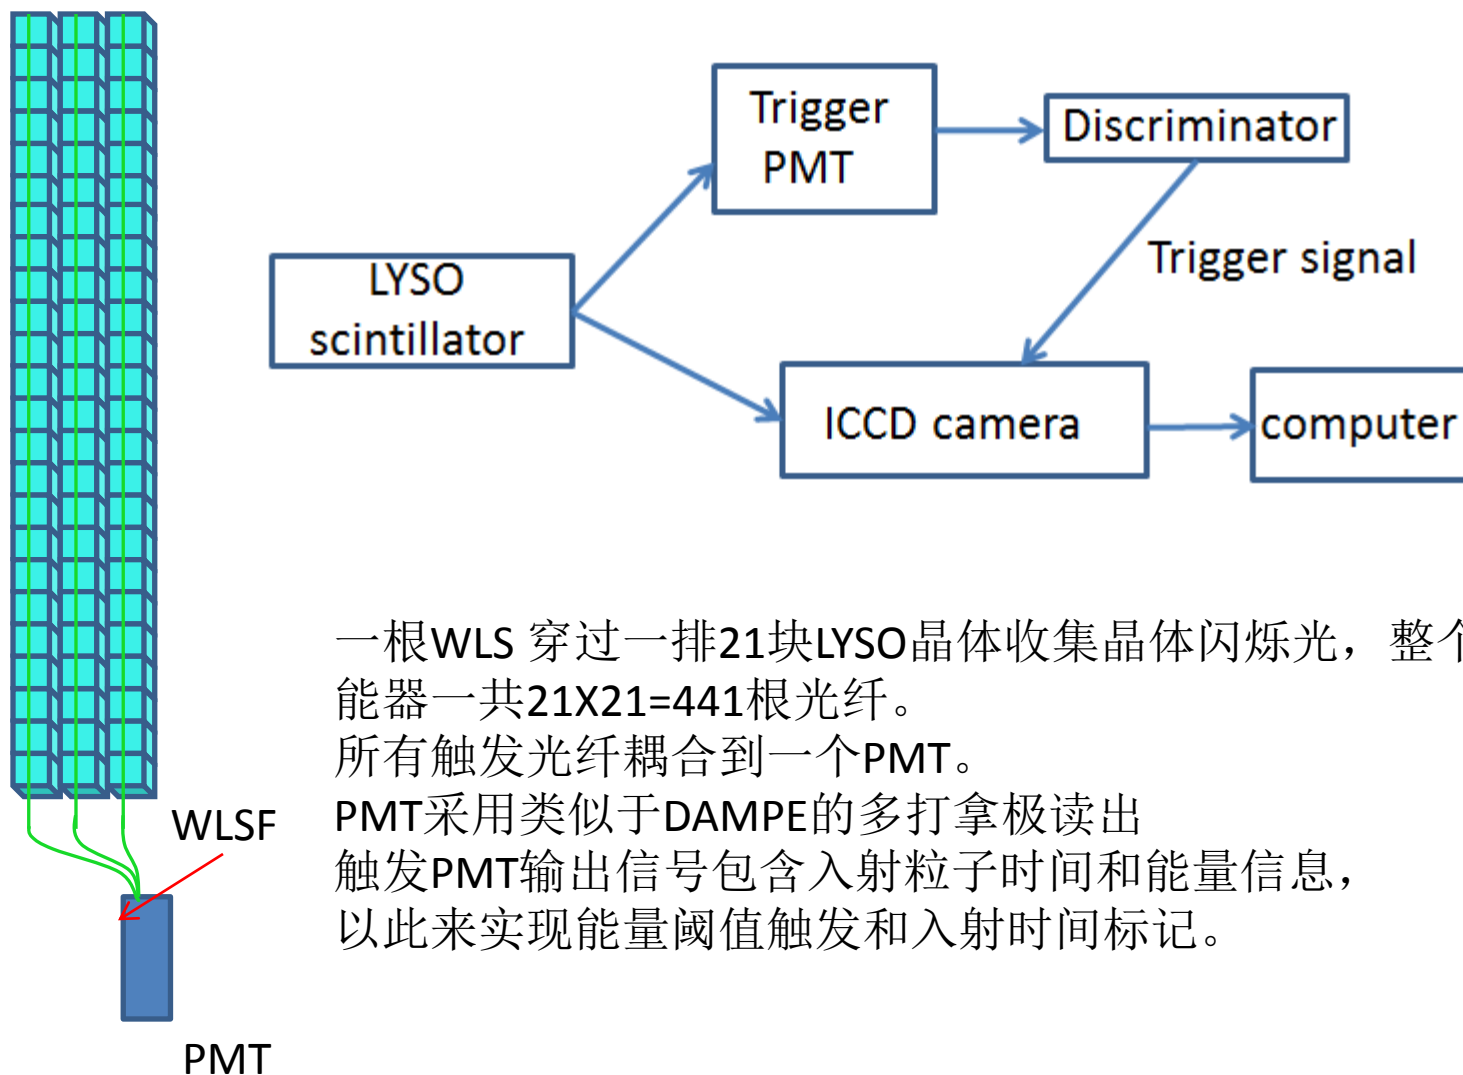 Trigger
PMT
Discriminator
Trigger signal
LYSO
scintillator
ICCD camera
computer
一根WLS 穿过一排21块LYSO晶体收集晶体闪烁光，整个
能器一共21X21=441根光纤。
所有触发光纤耦合到一个PMT。
PMT采用类似于DAMPE的多打拿极读出
触发PMT输出信号包含入射粒子时间和能量信息，
以此来实现能量阈值触发和入射时间标记。
WLSF
PMT